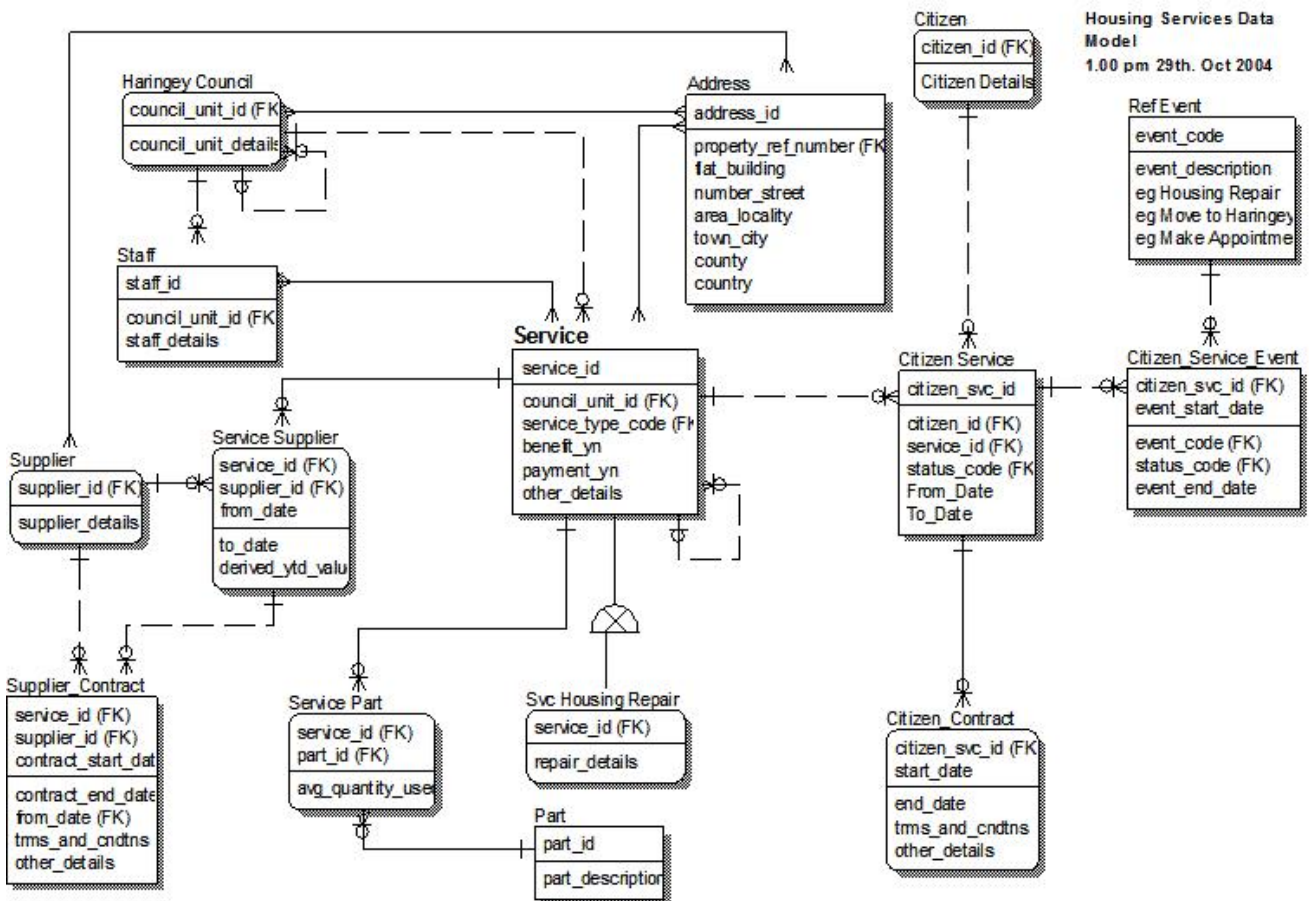 Housing Services Data
Model
1.00 pm 29th. Oct 2004
Citizen
citizen_id (FK)
Citizen Details
Haringey Council
council_unit_id (FK
council_unit_details
Address
address_id
property_ref_number (FK
flat_building
number_street
area_locality
town_city
county
country
Ref Event
event_code
event_description
eg Housing Repair
eg Move to Haringey
eg Make Appointme
Staff
staff_id
council_unit_id (FK
staff_details
Service
service_id
council_unit_id (FK)
service_type_code (FK
benefit_yn
payment_yn
other_details
Citizen Service
citizen_svc_id
citizen_id (FK)
service_id (FK)
status_code (FK
From_Date
To_Date
Citizen_Service_Event
citizen_svc_id (FK)
event_start_date
event_code (FK)
status_code (FK)
event_end_date
Supplier
supplier_id (FK)
supplier_details
Service Supplier
service_id (FK)
supplier_id (FK)
from_date
to_date
derived_ytd_valu
Supplier_Contract
service_id (FK)
supplier_id (FK)
contract_start_dat
contract_end_date
from_date (FK)
trms_and_cndtns
other_details
Service Part
service_id (FK)
part_id (FK)
avg_quantity_used
Svc Housing Repair
service_id (FK)
repair_details
Part
part_id
part_description
Citizen_Contract
citizen_svc_id (FK
start_date
end_date
trms_and_cndtns
other_details